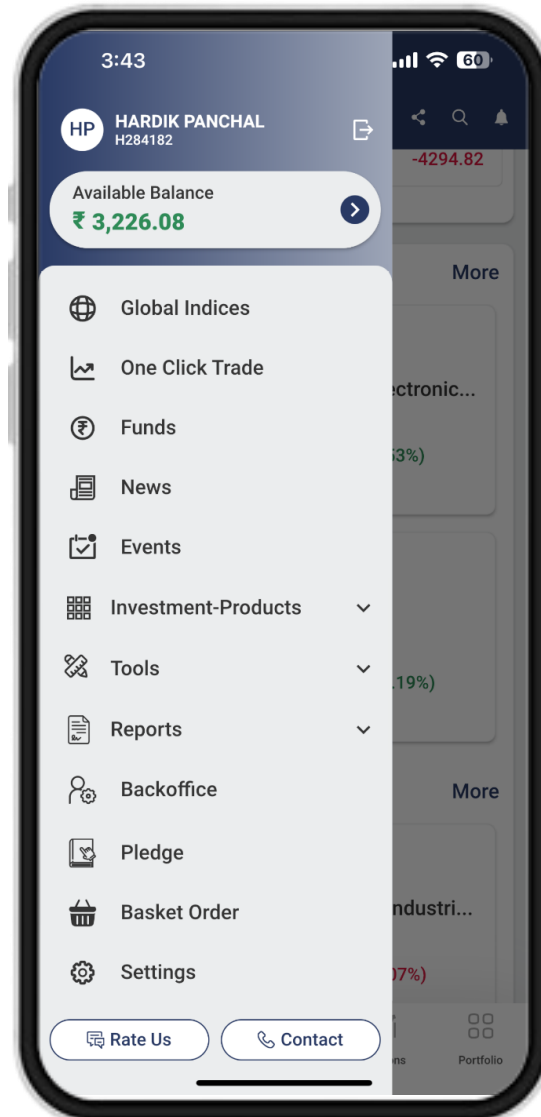 3:43
60
HP
HARDIK PANCHAL
H284182
-4294.82
Available Balance
₹ 3,226.08
More
Global Indices
One Click Trade
ectronic...
Funds
53%)
News
Events
Investment-Products
Tools
.19%)
Reports
Backoffice
More
Pledge
Basket Order
ndustri...
Settings
07%)
Rate Us
Contact
ns
Portfolio